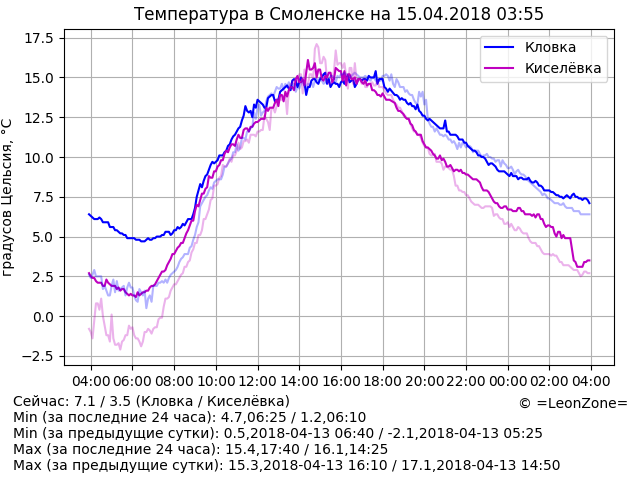 Температура в Смоленске на 15.04.2018 03:55
градусов Цельсия, °C
17.5
15.0
12.5
10.0
7.5
5.0
2.5
0.0
−2.5
Кловка
Киселёвка
04:00 06:00 08:00 10:00 12:00 14:00 16:00 18:00 20:00 22:00 00:00 02:00 04:00
Сейчас: 7.1 / 3.5 (Кловка / Киселёвка)
© =LeonZone=
Min (за последние 24 часа): 4.7,06:25 / 1.2,06:10
Min (за предыдущие сутки): 0.5,2018-04-13 06:40 / -2.1,2018-04-13 05:25
Max (за последние 24 часа): 15.4,17:40 / 16.1,14:25
Max (за предыдущие сутки): 15.3,2018-04-13 16:10 / 17.1,2018-04-13 14:50